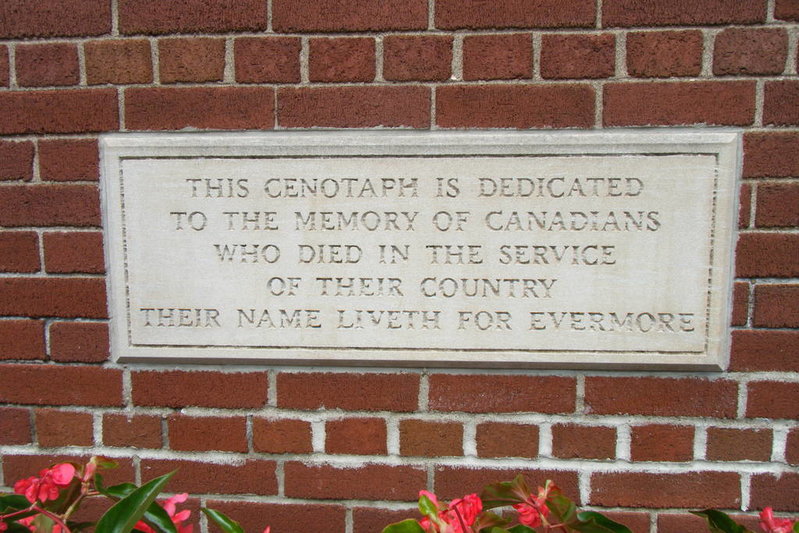 THIS CENOTAPH IS DEDICATED
TO THE MEMORY OF CANADIANS
WHO DIED IN THE SERVICE
OF THEIR COUNTRY
THEIR NAME LIVETH FOR EVERMORE